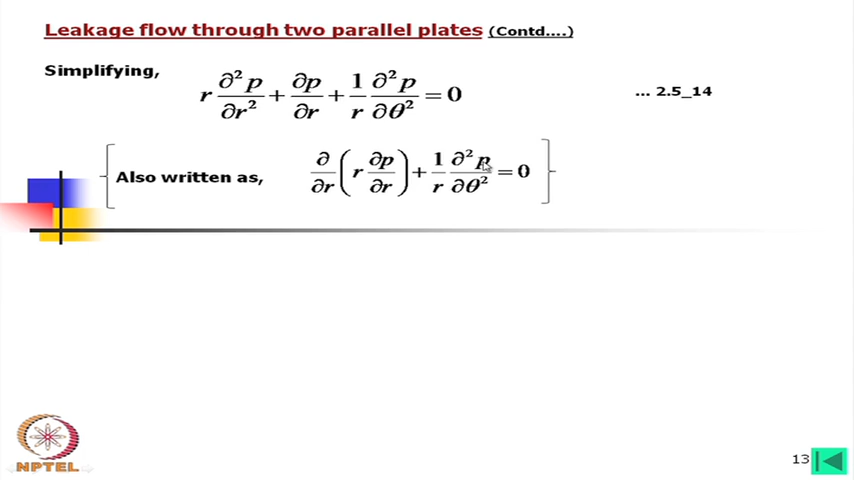 Leakage flow through two parallel plates (Contd....)
Simplifying,
r ∂²p/∂r² + ∂p/∂r + 1/r ∂²p/∂θ² = 0 ... 2.5_14
Also written as, ∂/∂r (r ∂p/∂r) + 1/r ∂²p/∂θ² = 0
NPTEL
13